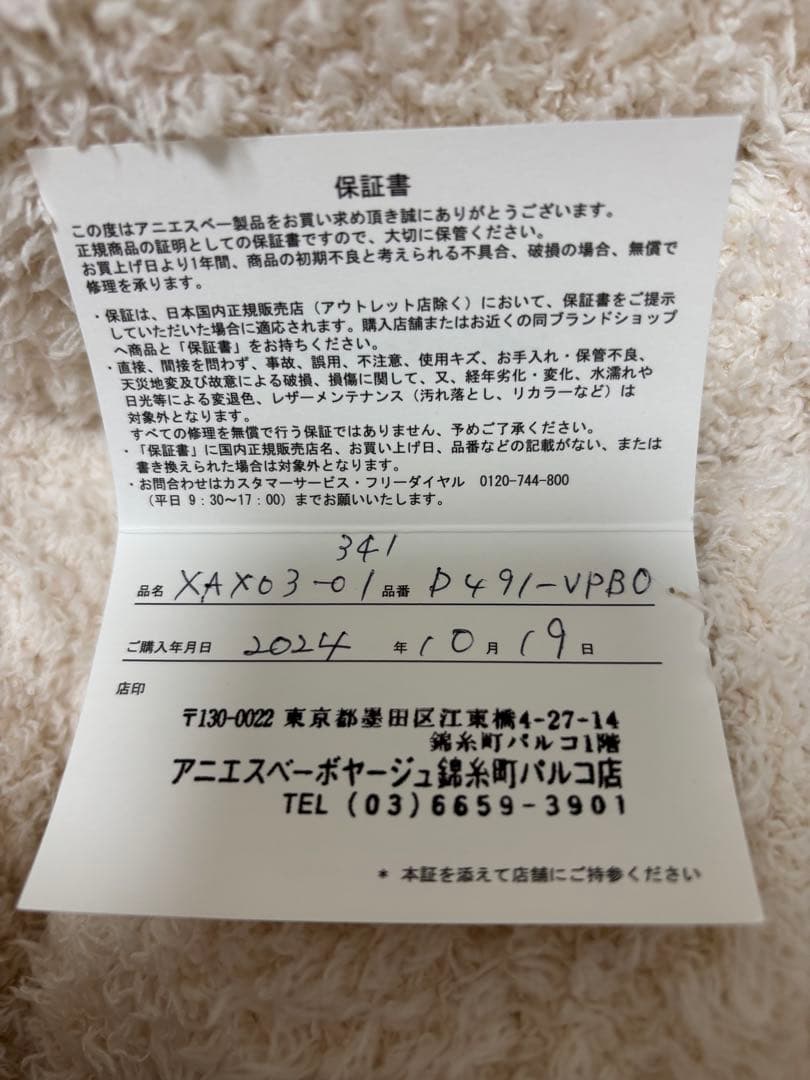 保証書
この度はアニエスベー製品をお買い求め頂き誠にありがとうございます。
正規商品の証明としての保証書ですので、大切に保管ください。
お買上げ日より1年間、商品の初期不良と考えられる不具合、破損の場合、無償で
修理を承ります。
・保証は、日本国内正規販売店（アウトレット店除く）において、保証書をご提示
していただいた場合に適応されます。購入店舗またはお近くの同ブランドショップ
へ商品と「保証書」をお持ちください。
・直接、間接を問わず、事故、誤用、不注意、使用キズ、お手入れ・保管不良、
天災地変及び故意による破損、損傷に関して、又、経年劣化・変化、水濡れや
日光等による変退色、レザーメンテナンス（汚れ落とし、リカラーなど）は
対象外となります。
すべての修理を無償で行う保証ではありません、予めご了承ください。
・「保証書」に国内正規販売店名、お買い上げ日、品番などの記載がない、または
書き換えられた場合は対象外となります。
・お問合わせはカスタマーサービス・フリーダイヤル 0120-744-800
（平日 9：30～17：00）までお願いいたします。
341
品名 XAX03-01 品番 D491-VPB0
ご購入年月日 2024 年 10 月 19 日
店印
〒130-0022 東京都墨田区江東橋4-27-14
錦糸町パルコ1階
アニエスベーボヤージュ錦糸町パルコ店
TEL (03)6659-3901
* 本証を添えて店舗にご持参ください